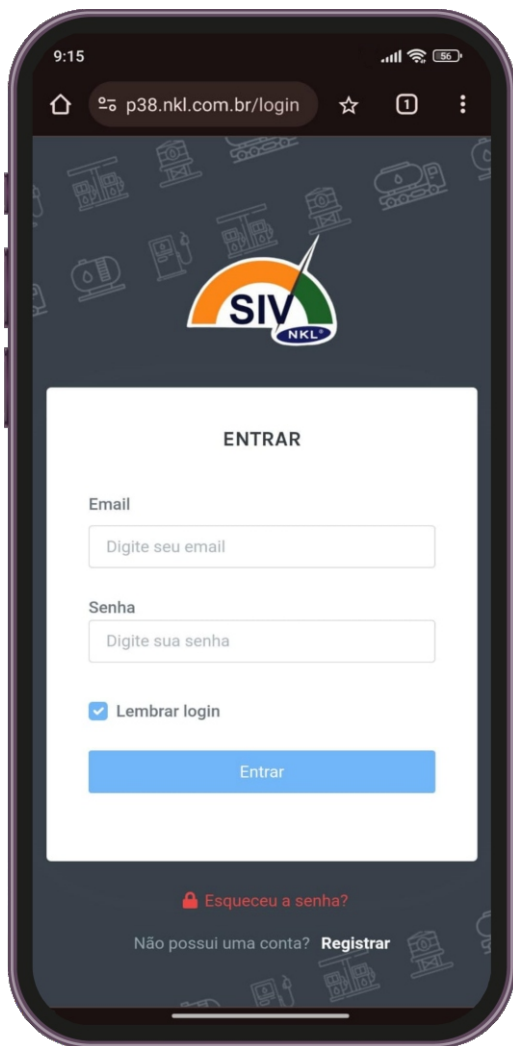 9:15
56
p38.nkl.com.br/login
1
SIV
NKL®
ENTRAR
Email
Digite seu email
Senha
Digite sua senha
Lembrar login
Entrar
Esqueceu a senha?
Não possui uma conta? Registrar